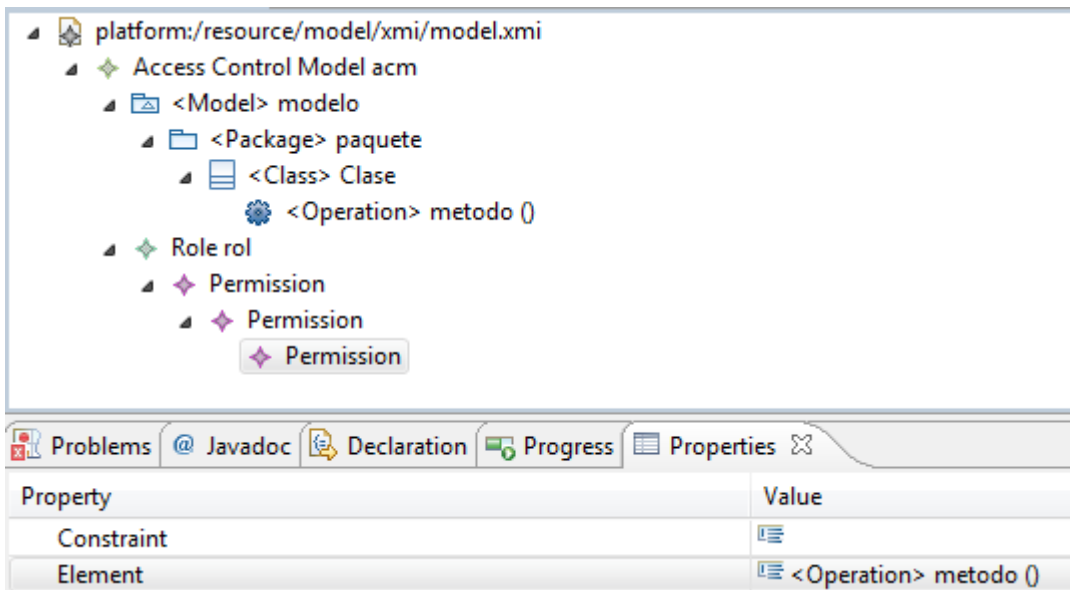 platform:/resource/model/xmi/model.xmi
Access Control Model acm
<Model> modelo
<Package> paquete
<Class> Clase
<Operation> metodo ()
Role rol
Permission
Permission
Permission
Problems @ Javadoc Declaration Progress Properties
Property Value
Constraint
Element <Operation> metodo ()